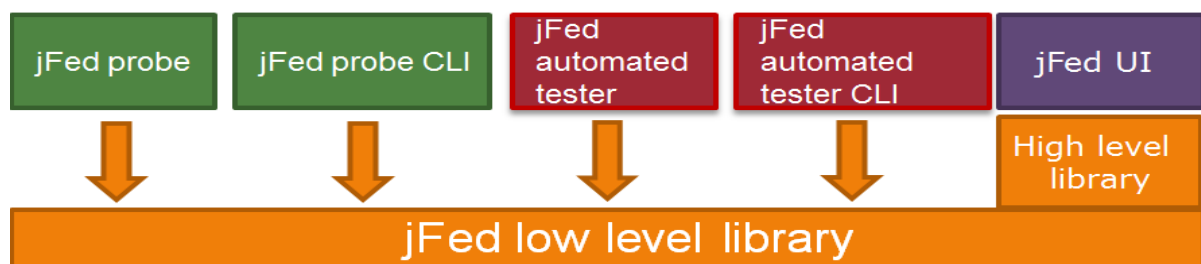 jFed probe
jFed probe CLI
jFed
automated
tester
jFed
automated
tester CLI
jFed UI
High level
library
jFed low level library